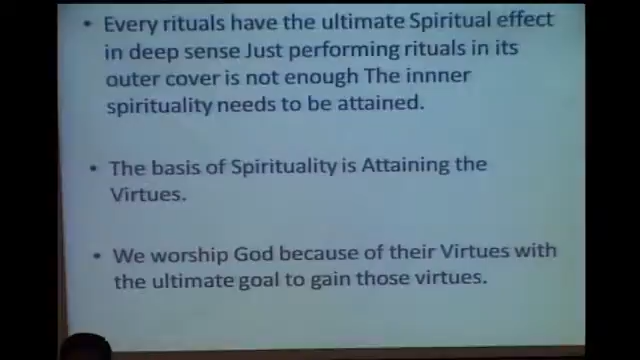 • Every rituals have the ultimate Spiritual effect
in deep sense Just performing rituals in its
outer cover is not enough The innner
spirituality needs to be attained.
• The basis of Spirituality is Attaining the
Virtues.
• We worship God because of their Virtues with
the ultimate goal to gain those virtues.